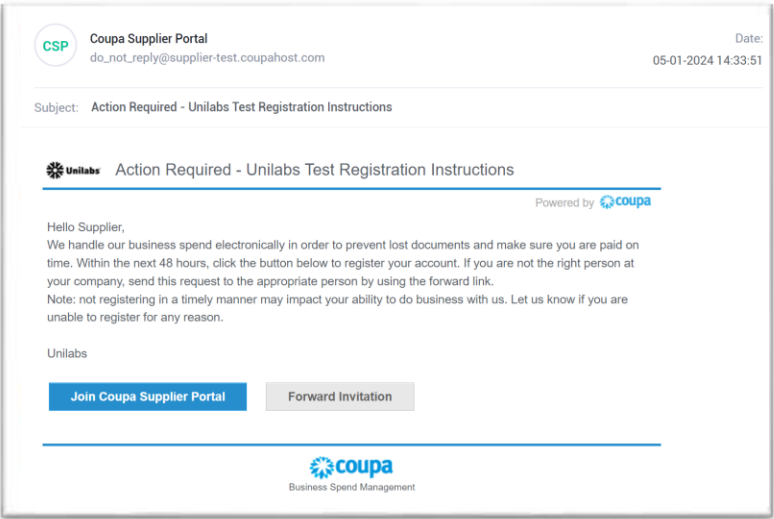 CSP
Coupa Supplier Portal
do_not_reply@supplier-test.coupahost.com
Date:
05-01-2024 14:33:51
Subject: Action Required - Unilabs Test Registration Instructions
Unilabs Action Required - Unilabs Test Registration Instructions
Powered by coupa
Hello Supplier,
We handle our business spend electronically in order to prevent lost documents and make sure you are paid on
time. Within the next 48 hours, click the button below to register your account. If you are not the right person at
your company, send this request to the appropriate person by using the forward link.
Note: not registering in a timely manner may impact your ability to do business with us. Let us know if you are
unable to register for any reason.
Unilabs
Join Coupa Supplier Portal Forward Invitation
coupa
Business Spend Management